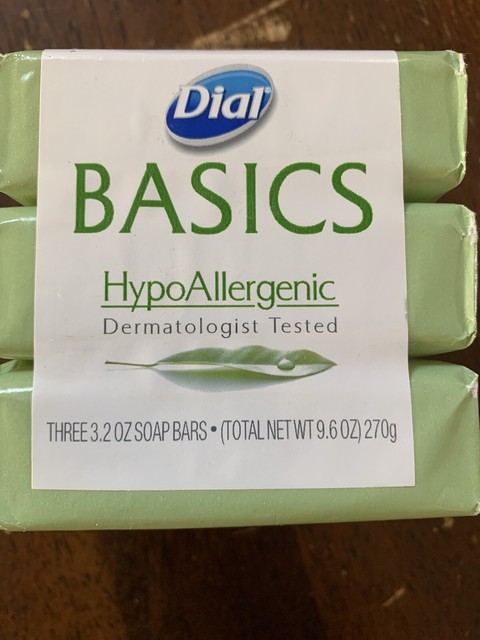 Dial
BASICS
HypoAllergenic
Dermatologist Tested
THREE 3.2 OZ SOAP BARS • (TOTAL NET WT 9.6 OZ) 270g